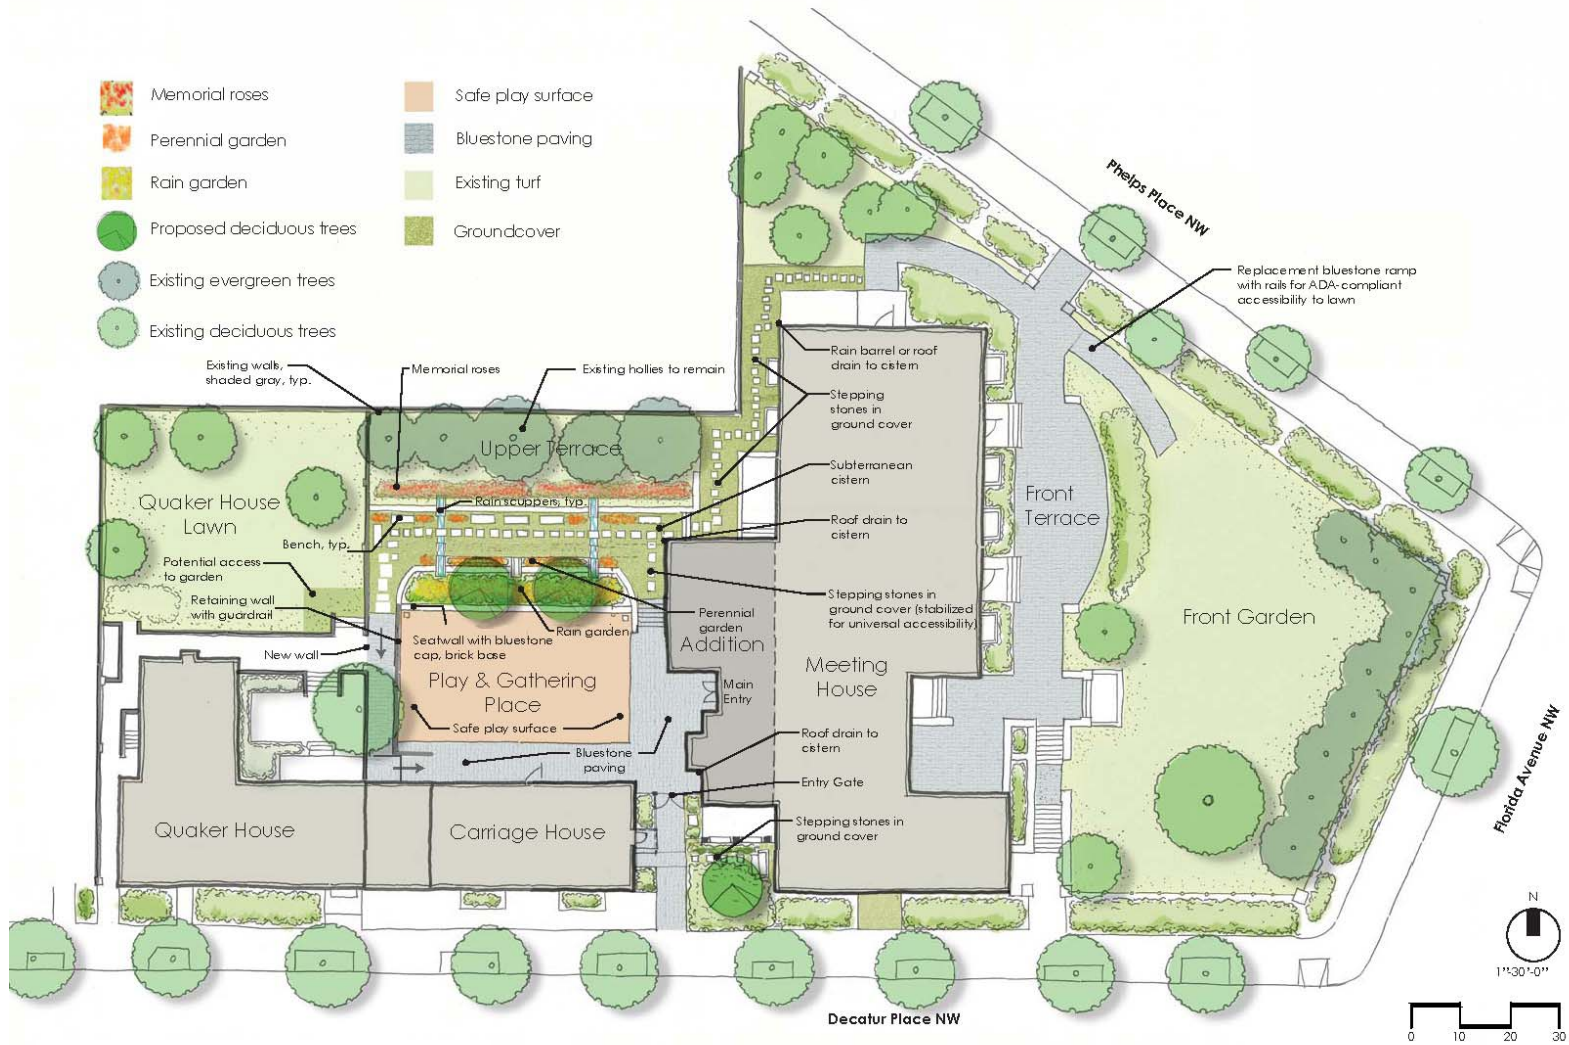 Memorial roses
Perennial garden
Rain garden
Proposed deciduous trees
Existing evergreen trees
Existing deciduous trees
Safe play surface
Bluestone paving
Existing turf
Groundcover
Phelps Place NW
Replacement bluestone ramp
with rails for ADA-compliant
accessibility to lawn
Existing walls,
shaded gray, typ.
Memorial roses
Existing hollies to remain
Rain barrel or roof
drain to cistern
Stepping
stones in
ground cover
Upper Terrace
Subterranean
cistern
Quaker House
Lawn
Rain scuppers, typ.
Front
Terrace
Roof drain to
cistern
Bench, typ.
Potential access
to garden
Retaining wall
with guardrail
Stepping stones in
ground cover (stabilized
for universal accessibility)
Perennial
garden
Front Garden
Rain garden
Seatwall with bluestone
cap, brick base
Addition
New wall
Meeting
House
Play & Gathering
Place
Main
Entry
Safe play surface
Roof drain to
cistern
Bluestone
paving
Entry Gate
Florida Avenue NW
Quaker House
Carriage House
Stepping stones in
ground cover
N
1"-30'-0"
0 10 20 30
Decatur Place NW